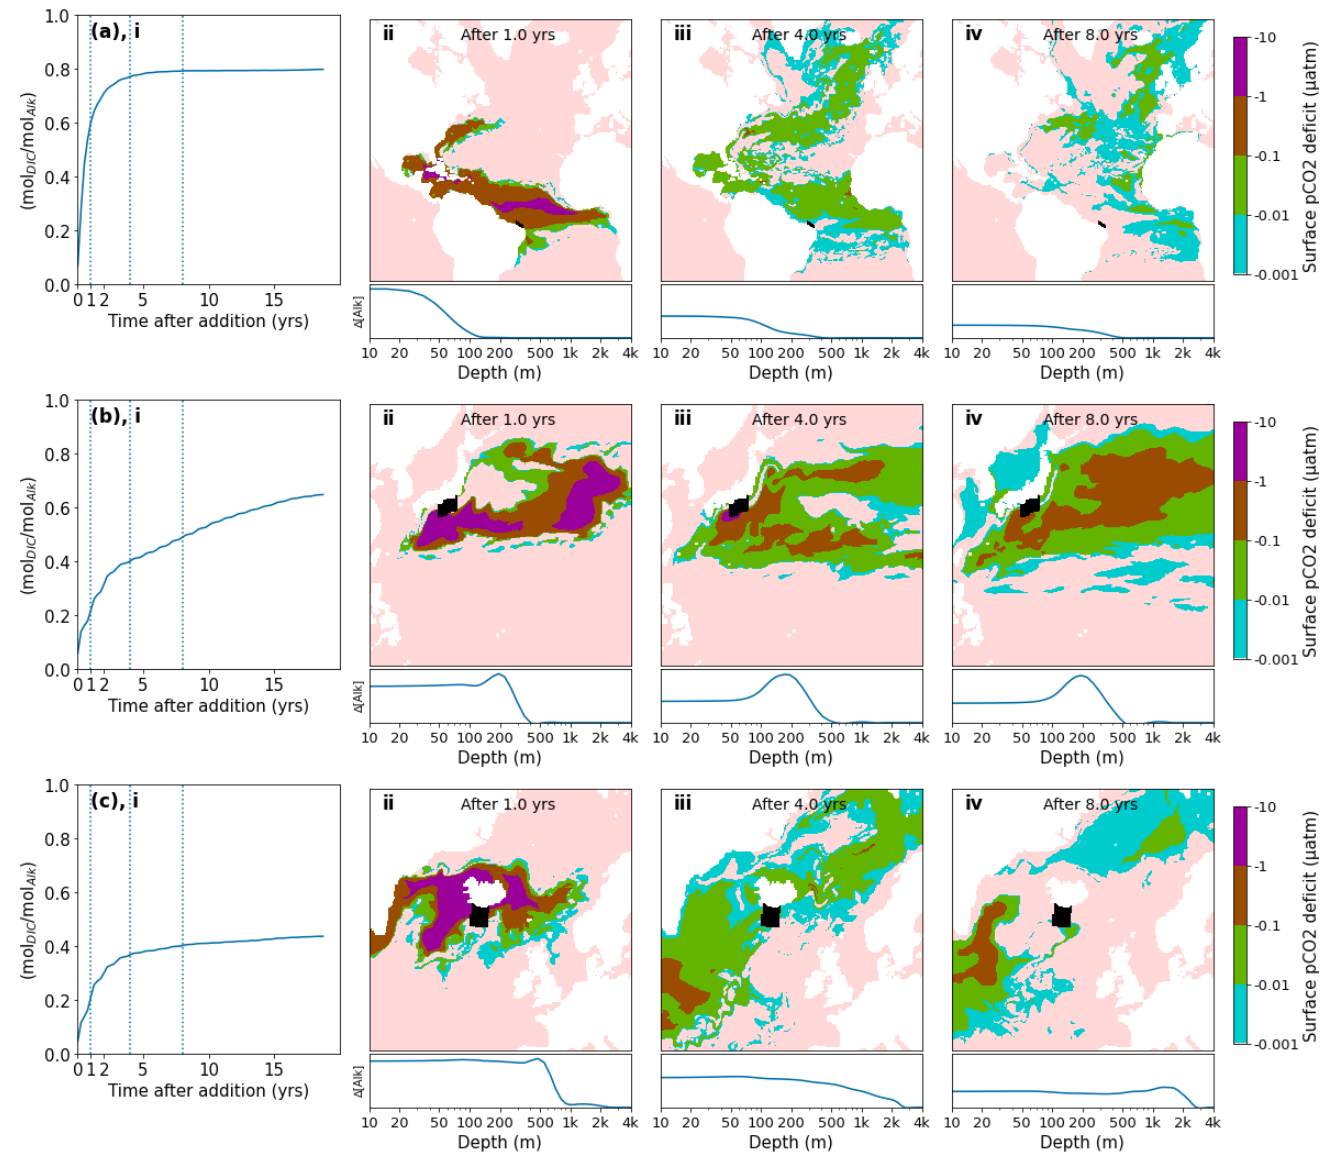 (a), i
1.0
0.8
0.6
0.4
0.2
0.0
(mol_DIC/mol_Alk)
0 1 2 5 10 15
Time after addition (yrs)
ii After 1.0 yrs
iii After 4.0 yrs
iv After 8.0 yrs
-10
-1
-0.1
-0.01
-0.001
Surface pCO2 deficit (µatm)
Δ[Alk]
10 20 50 100 200 500 1k 2k 4k
10 20 50 100 200 500 1k 2k 4k
10 20 50 100 200 500 1k 2k 4k
Depth (m)
Depth (m)
Depth (m)
(b), i
1.0
0.8
0.6
0.4
0.2
0.0
(mol_DIC/mol_Alk)
0 1 2 5 10 15
Time after addition (yrs)
ii After 1.0 yrs
iii After 4.0 yrs
iv After 8.0 yrs
-10
-1
-0.1
-0.01
-0.001
Surface pCO2 deficit (µatm)
Δ[Alk]
10 20 50 100 200 500 1k 2k 4k
10 20 50 100 200 500 1k 2k 4k
10 20 50 100 200 500 1k 2k 4k
Depth (m)
Depth (m)
Depth (m)
(c), i
1.0
0.8
0.6
0.4
0.2
0.0
(mol_DIC/mol_Alk)
0 1 2 5 10 15
Time after addition (yrs)
ii After 1.0 yrs
iii After 4.0 yrs
iv After 8.0 yrs
-10
-1
-0.1
-0.01
-0.001
Surface pCO2 deficit (µatm)
Δ[Alk]
10 20 50 100 200 500 1k 2k 4k
10 20 50 100 200 500 1k 2k 4k
10 20 50 100 200 500 1k 2k 4k
Depth (m)
Depth (m)
Depth (m)